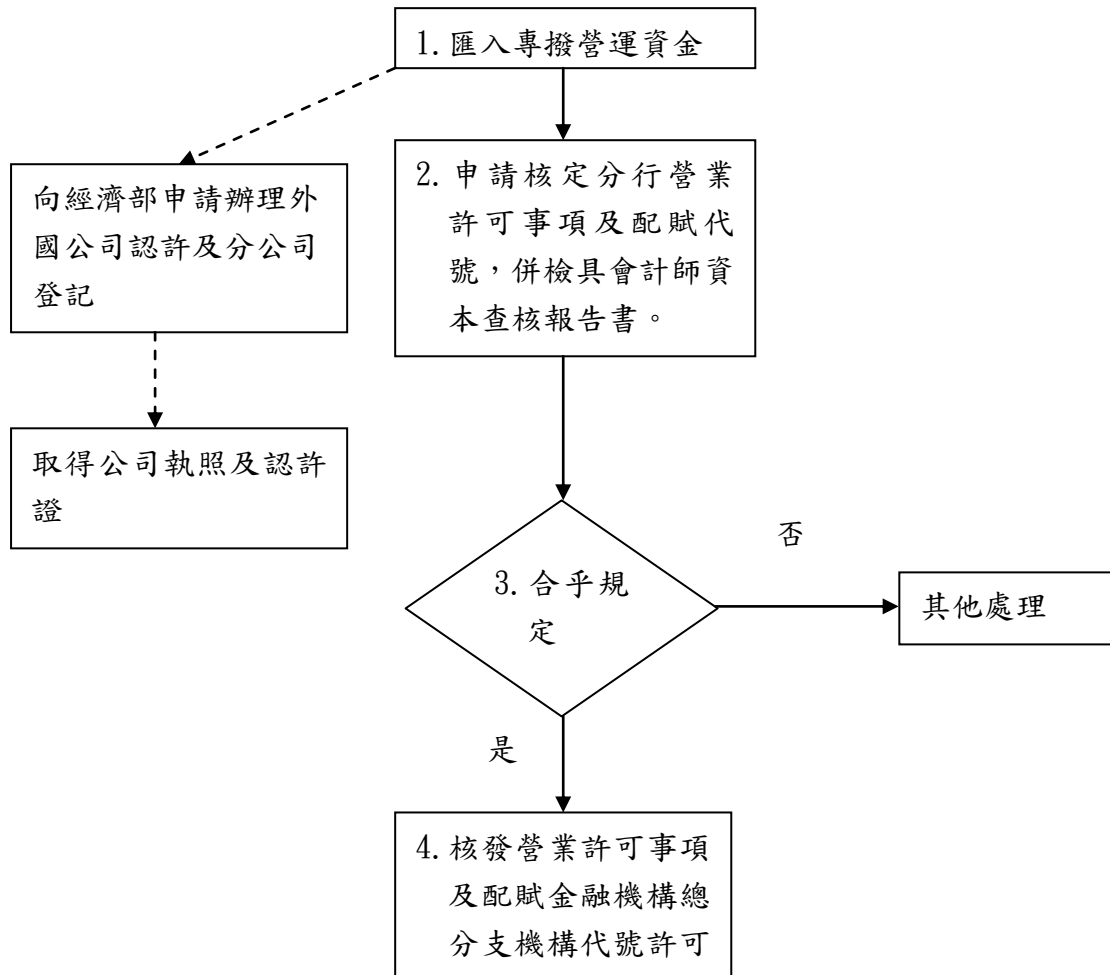 1. 匯入專撥營運資金
向經濟部申請辦理外
國公司認許及分公司
登記
2. 申請核定分行營業
許可事項及配賦代
號，併檢具會計師資
本查核報告書。
取得公司執照及認許
證
3. 合乎規
定
否
其他處理
是
4. 核發營業許可事項
及配賦金融機構總
分支機構代號許可